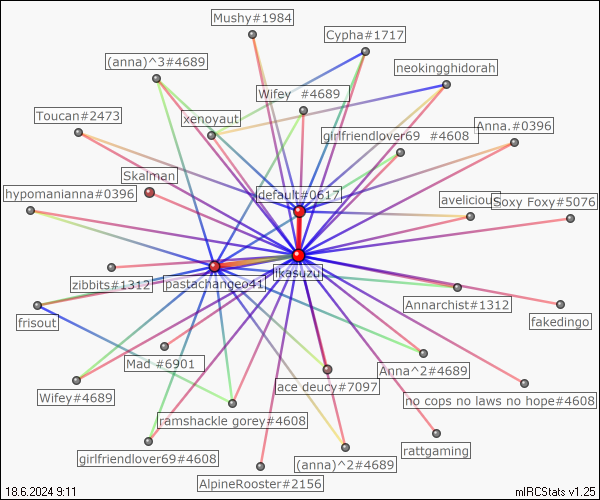 Mushy#1984
Cypha#1717
(anna)^3#4689
neokingghidorah
Wifey  #4689
Toucan#2473
xenoyaut
Anna.#0396
girlfriendlover69  #4608
Skalman
hypomanianna#0396
default#0617
avelicious
Soxy Foxy#5076
Ikasuzu
zibbits#1312
pastachangeo41
Annarchist#1312
fakedingo
frisout
Mad #6901
Anna^2#4689
Wifey#4689
ace deucy#7097
no cops no laws no hope#4608
ramshackle gorey#4608
rattgaming
girlfriendlover69#4608
(anna)^2#4689
AlpineRooster#2156
18.6.2024 9:11
mIRCStats v1.25